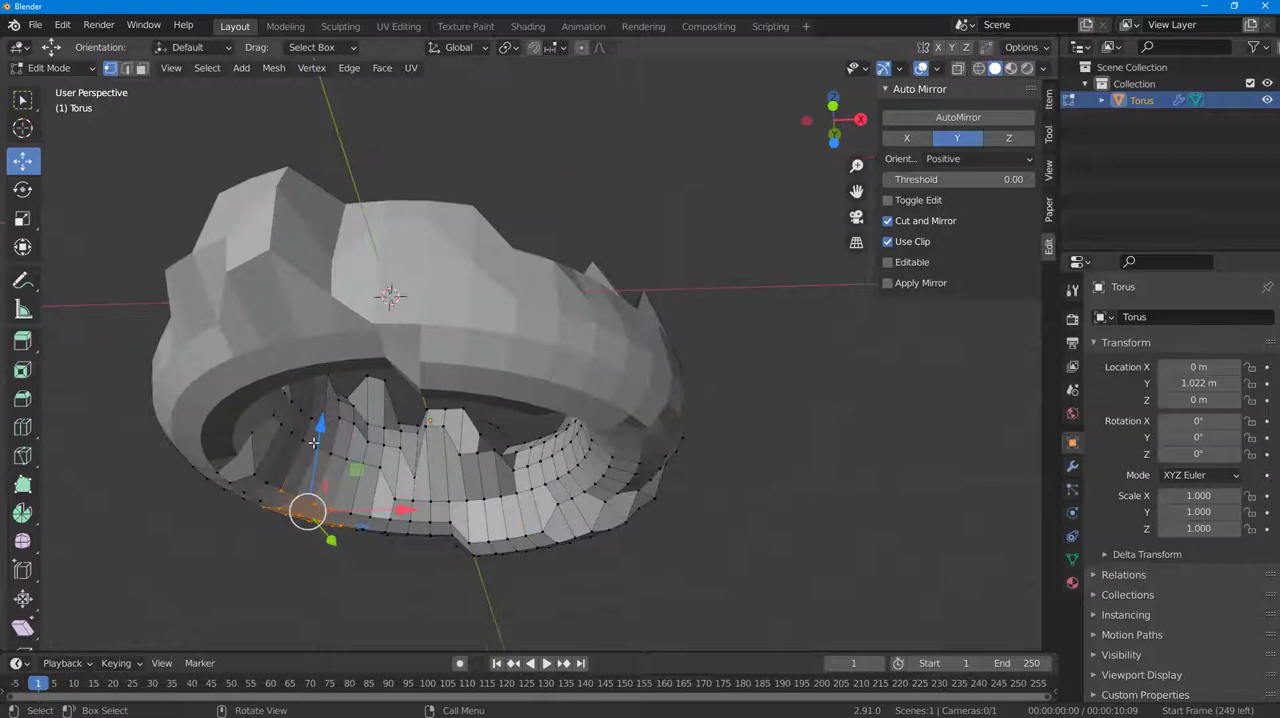 Blender
File Edit Render Window Help Layout Modeling Sculpting UV Editing Texture Paint Shading Animation Rendering Compositing Scripting + Scene View Layer
Orientation: Default Drag: Select Box Global X Y Z Options
Edit Mode View Select Add Mesh Vertex Edge Face UV
User Perspective
(1) Torus
Z
X
Y
Auto Mirror
AutoMirror
X Y Z
Orient... Positive
Threshold 0.00
Toggle Edit
Cut and Mirror
Use Clip
Editable
Apply Mirror
Item
Tool
View
Paper
Edit
Scene Collection
Collection
Torus
Torus
Torus
Transform
Location X 0 m
Y 1.022 m
Z 0 m
Rotation X 0°
Y 0°
Z 0°
Mode XYZ Euler
Scale X 1.000
Y 1.000
Z 1.000
Delta Transform
Relations
Collections
Instancing
Motion Paths
Visibility
Viewport Display
Custom Properties
Playback Keying View Marker 1 Start 1 End 250
-5 1 5 10 15 20 25 30 35 40 45 50 55 60 65 70 75 80 85 90 95 100 105 110 115 120 125 130 135 140 145 150 155 160 165 170 175 180 185 190 195 200 205 210 215 220 225 230 235 240 245 250 255
Select Box Select Rotate View Call Menu 2.91.0 Scenes:1 | Cameras:0/1 00:00:00:00 / 00:00:10:09 Start Frame (249 left)